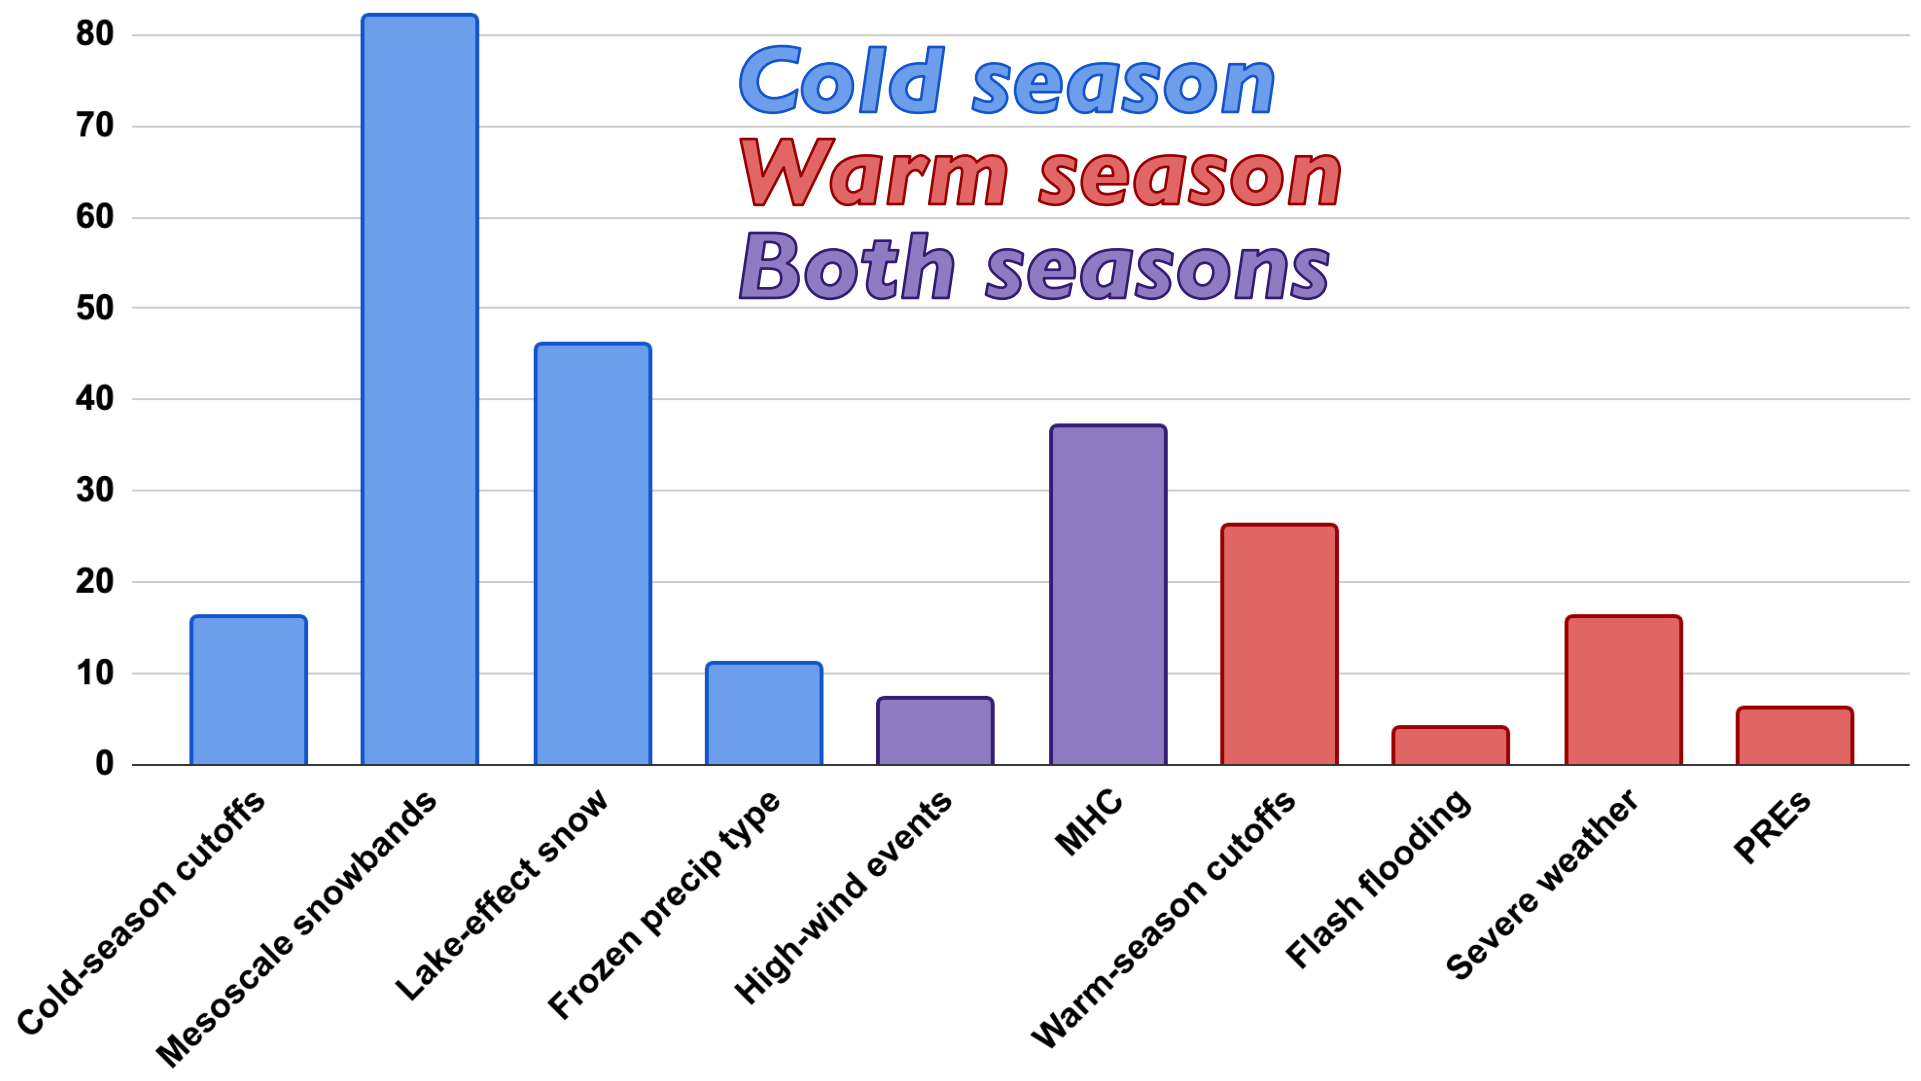 80
70
60
50
40
30
20
10
0
Cold season
Warm season
Both seasons
Cold-season cutoffs
Mesoscale snowbands
Lake-effect snow
Frozen precip type
High-wind events
MHC
Warm-season cutoffs
Flash flooding
Severe weather
PREs